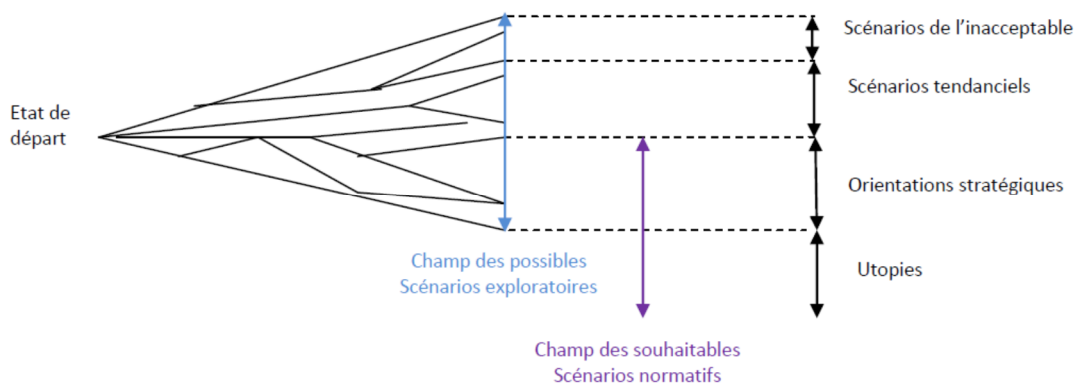 Etat de
départ
Champ des possibles
Scénarios exploratoires
Champ des souhaitables
Scénarios normatifs
Scénarios de l'inacceptable
Scénarios tendanciels
Orientations stratégiques
Utopies